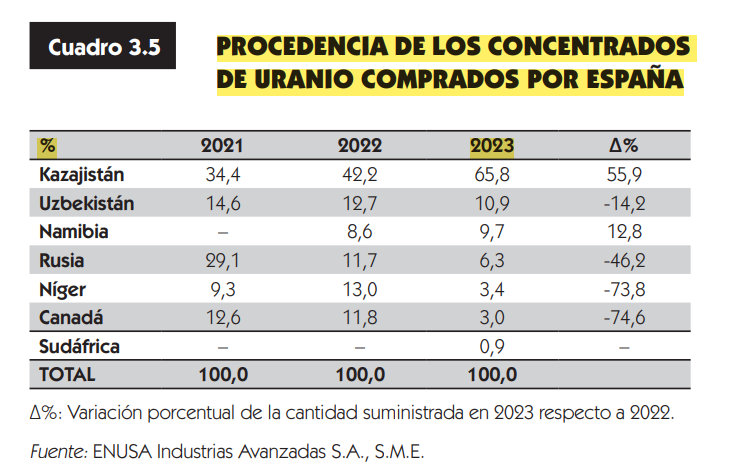 Cuadro 3.5
PROCEDENCIA DE LOS CONCENTRADOS
DE URANIO COMPRADOS POR ESPAÑA
% 2021 2022 2023 Δ%
Kazajistán 34,4 42,2 65,8 55,9
Uzbekistán 14,6 12,7 10,9 -14,2
Namibia – 8,6 9,7 12,8
Rusia 29,1 11,7 6,3 -46,2
Níger 9,3 13,0 3,4 -73,8
Canadá 12,6 11,8 3,0 -74,6
Sudáfrica – – 0,9 –
TOTAL 100,0 100,0 100,0
Δ%: Variación porcentual de la cantidad suministrada en 2023 respecto a 2022.
Fuente: ENUSA Industrias Avanzadas S.A., S.M.E.